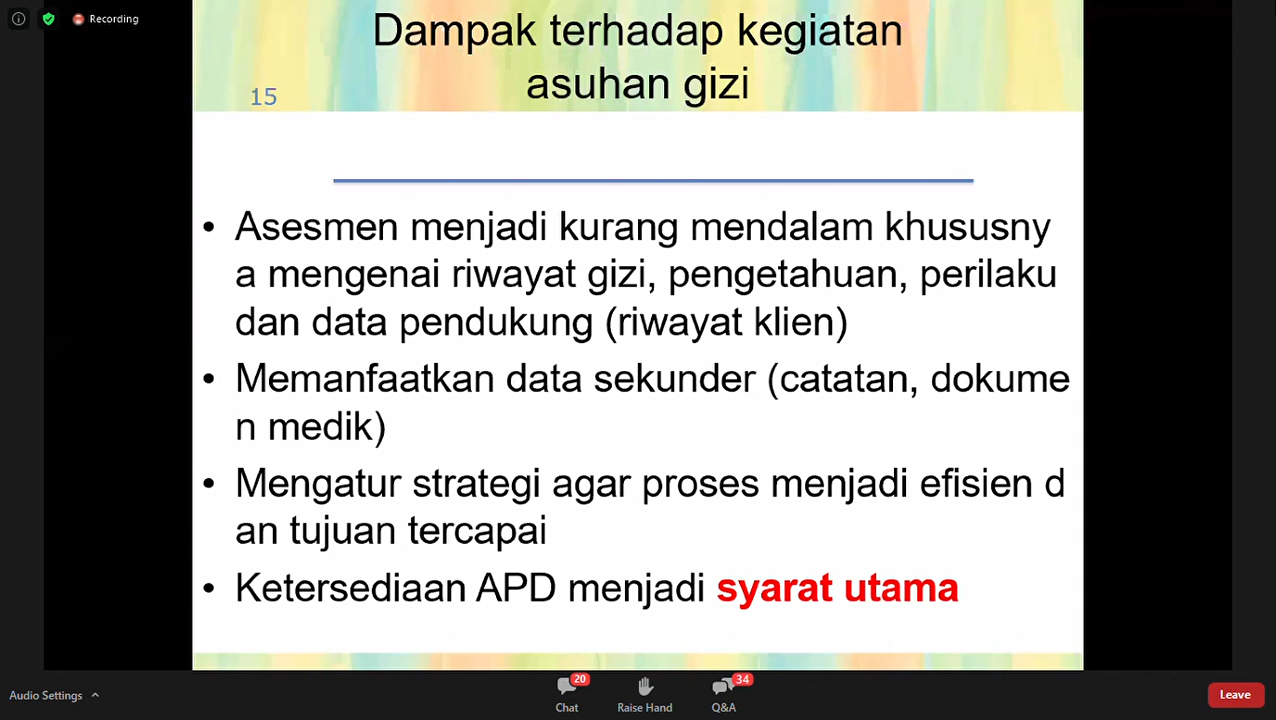 Recording
Dampak terhadap kegiatan
asuhan gizi
15
• Asesmen menjadi kurang mendalam khususny
a mengenai riwayat gizi, pengetahuan, perilaku
dan data pendukung (riwayat klien)
• Memanfaatkan data sekunder (catatan, dokume
n medik)
• Mengatur strategi agar proses menjadi efisien d
an tujuan tercapai
• Ketersediaan APD menjadi syarat utama
Audio Settings
20
Chat
Raise Hand
34
Q&A
Leave